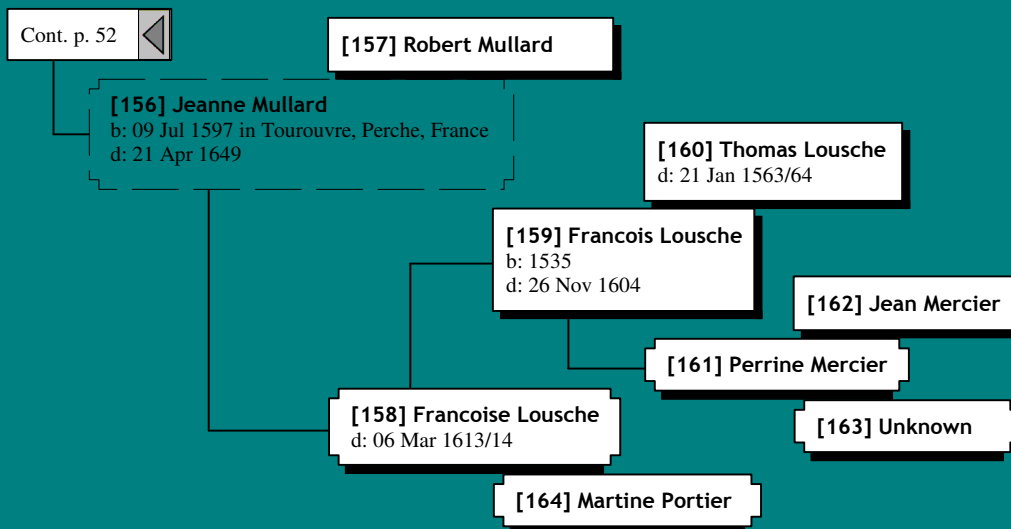 Cont. p. 52
[157] Robert Mullard
[156] Jeanne Mullard
b: 09 Jul 1597 in Tourouvre, Perche, France
d: 21 Apr 1649
[160] Thomas Lousche
d: 21 Jan 1563/64
[159] Francois Lousche
b: 1535
d: 26 Nov 1604
[162] Jean Mercier
[161] Perrine Mercier
[158] Francoise Lousche
d: 06 Mar 1613/14
[163] Unknown
[164] Martine Portier